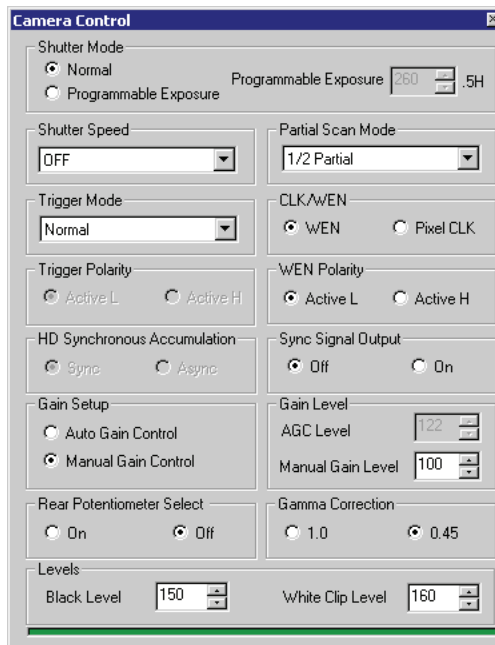 Camera Control
Shutter Mode
Normal
Programmable Exposure
Programmable Exposure 260 .5H
Shutter Speed
OFF
Partial Scan Mode
1/2 Partial
Trigger Mode
Normal
CLK/WEN
WEN Pixel CLK
Trigger Polarity
Active L Active H
WEN Polarity
Active L Active H
HD Synchronous Accumulation
Sync Async
Sync Signal Output
Off On
Gain Setup
Auto Gain Control
Manual Gain Control
Gain Level
AGC Level 122
Manual Gain Level 100
Rear Potentiometer Select
On Off
Gamma Correction
1.0 0.45
Levels
Black Level 150
White Clip Level 160